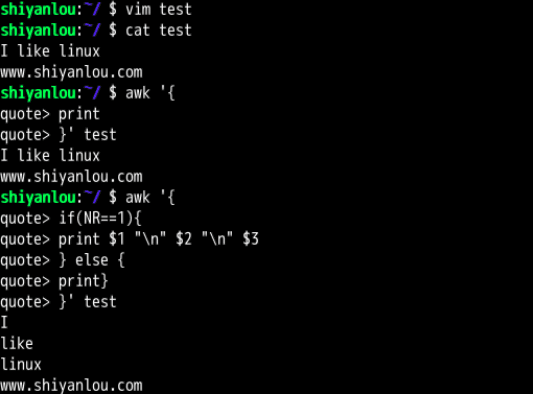 shiyanlou:~/ $ vim test
shiyanlou:~/ $ cat test
I like linux
www.shiyanlou.com
shiyanlou:~/ $ awk '{
quote> print
quote> }' test
I like linux
www.shiyanlou.com
shiyanlou:~/ $ awk '{
quote> if(NR==1){
quote> print $1 "\n" $2 "\n" $3
quote> } else {
quote> print}
quote> }' test
I
like
linux
www.shiyanlou.com